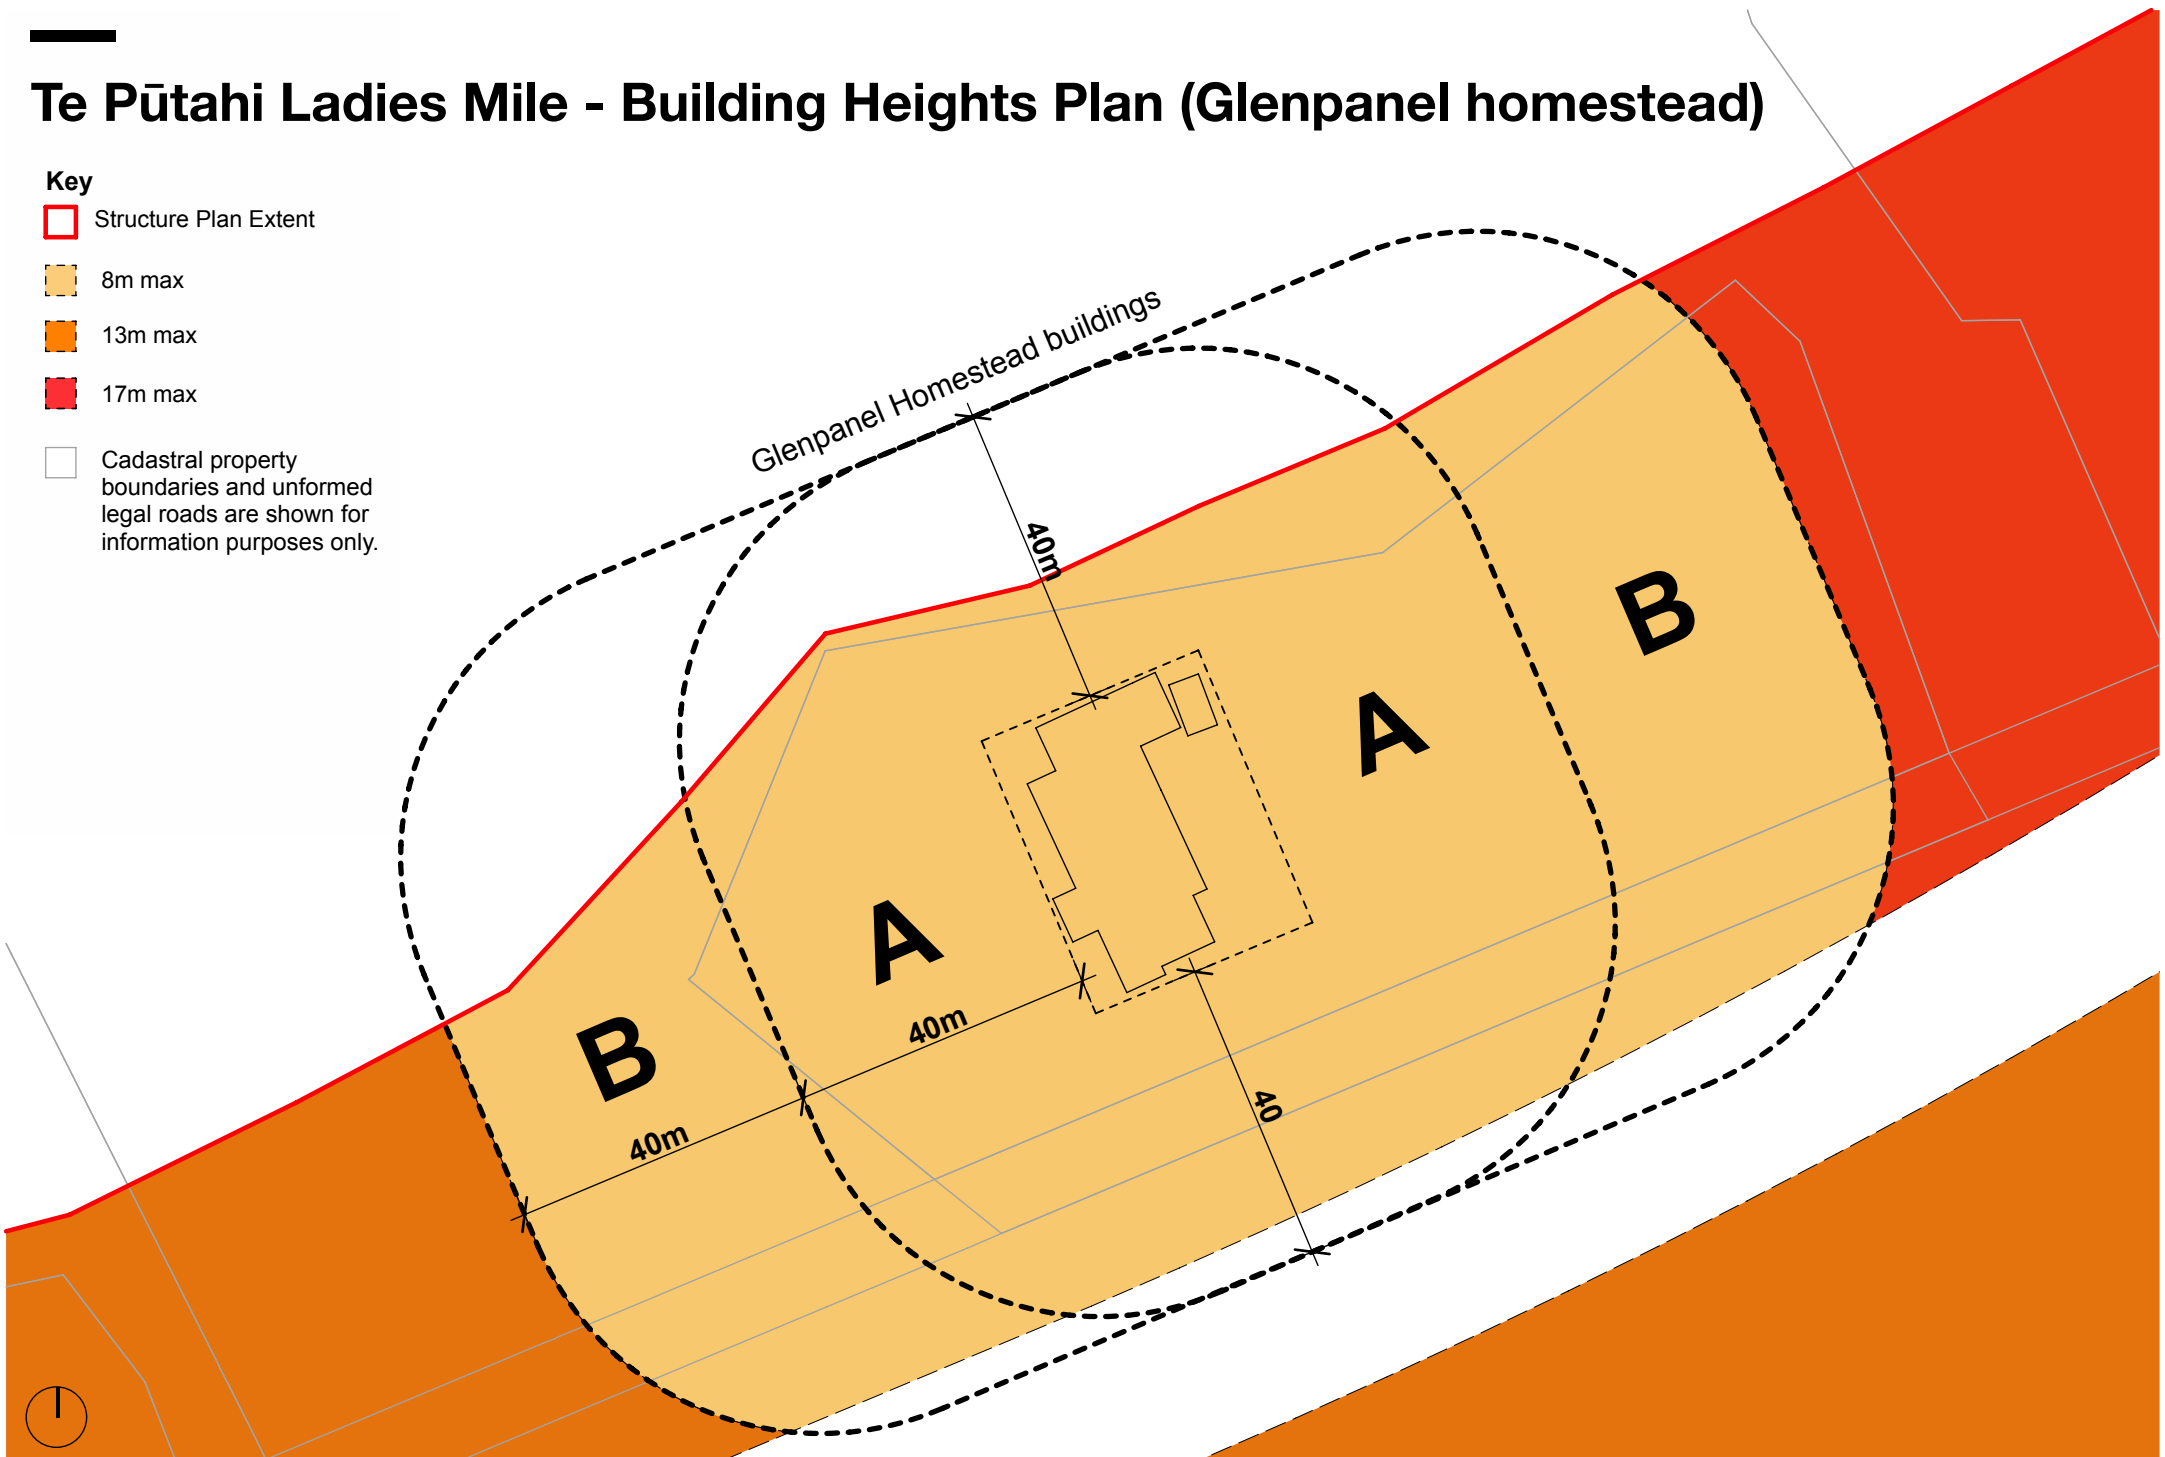 Te Pūtahi Ladies Mile - Building Heights Plan (Glenpanel homestead)
Key
Structure Plan Extent
8m max
13m max
17m max
Cadastral property
boundaries and unformed
legal roads are shown for
information purposes only.
Glenpanel Homestead buildings
40m
B
A
A
40m
B
40m
40